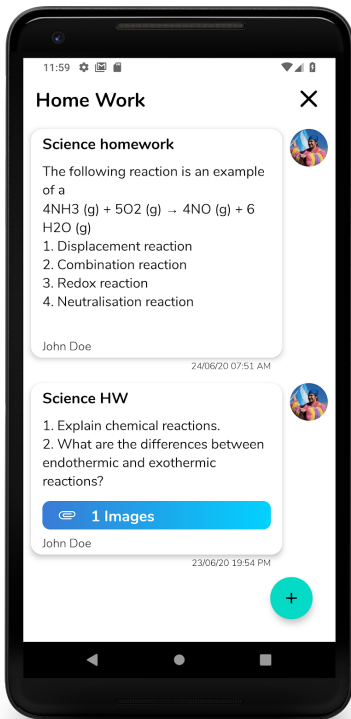 11:59
Home Work
Science homework
The following reaction is an example
of a
4NH3 (g) + 5O2 (g) → 4NO (g) + 6
H2O (g)
1. Displacement reaction
2. Combination reaction
3. Redox reaction
4. Neutralisation reaction
John Doe
24/06/20 07:51 AM
Science HW
1. Explain chemical reactions.
2. What are the differences between
endothermic and exothermic
reactions?
1 Images
John Doe
23/06/20 19:54 PM
+